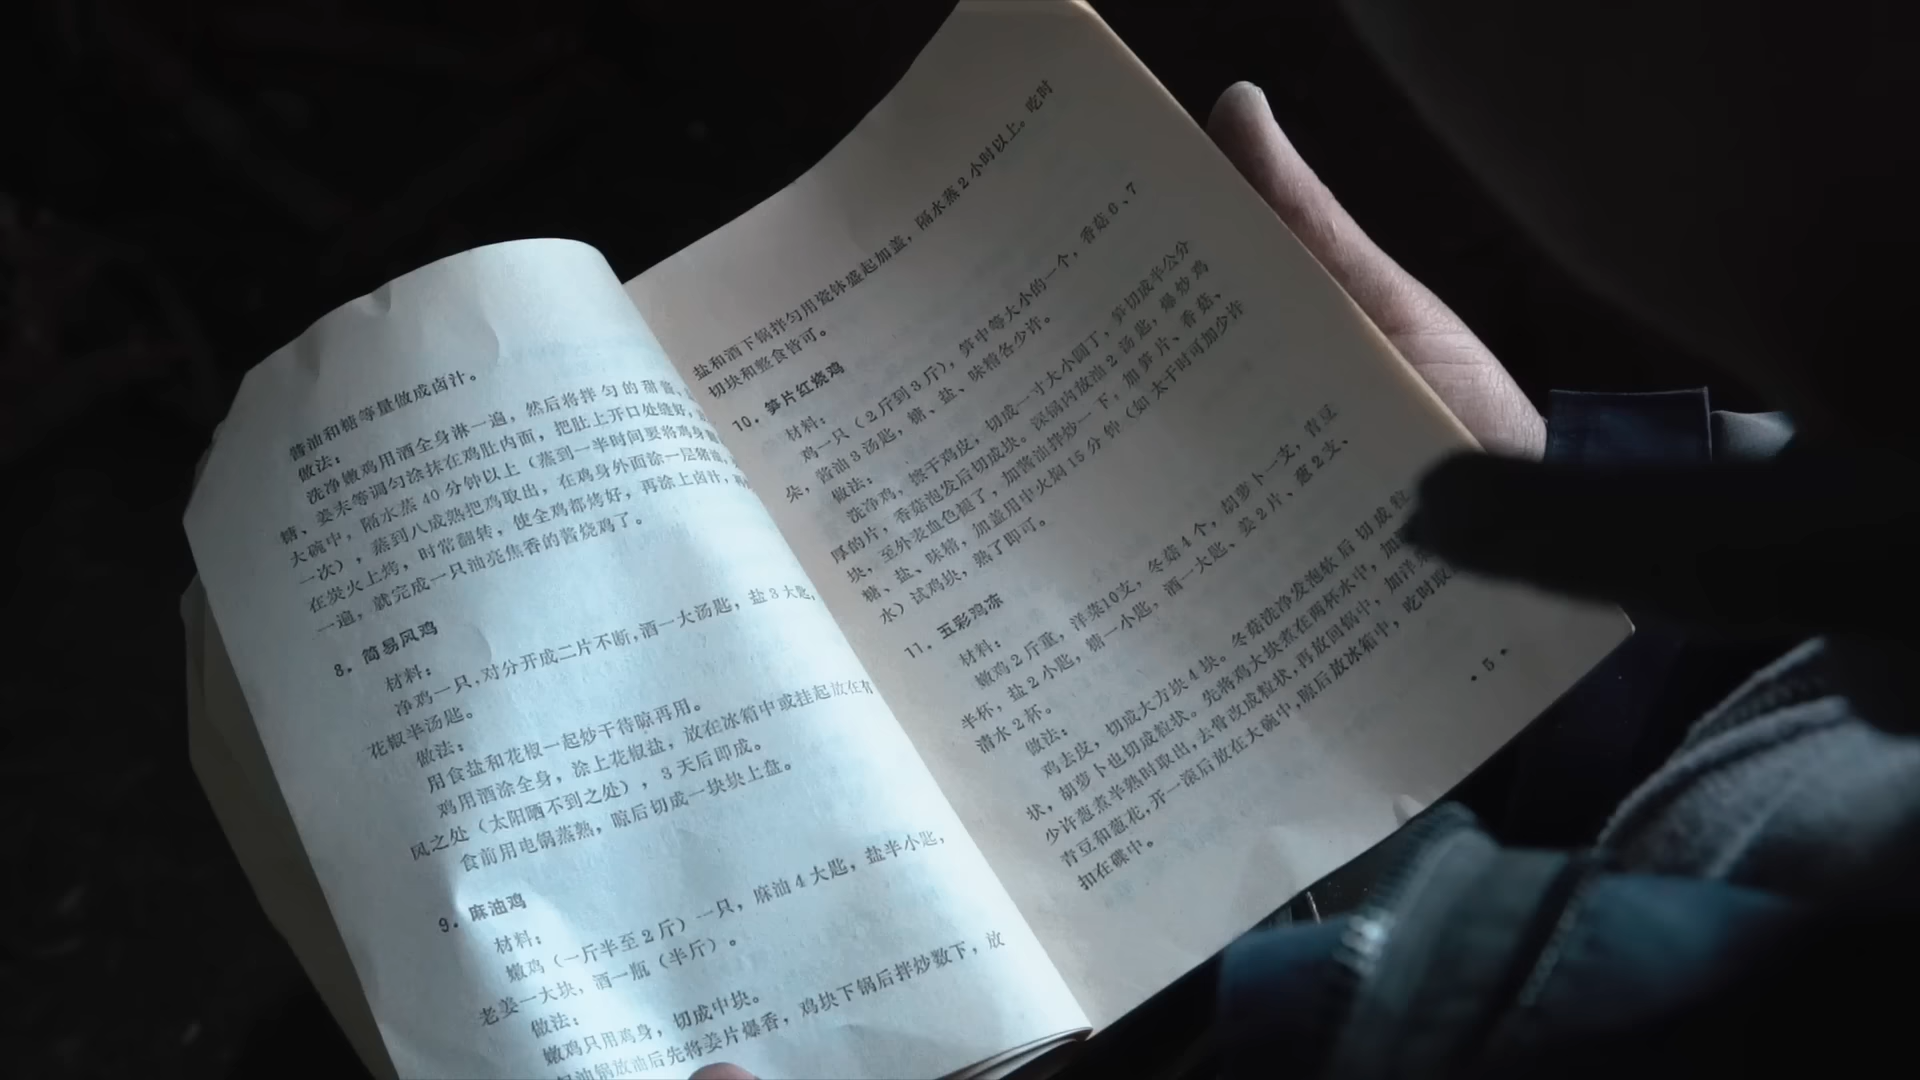 酱油和糖等量做成卤汁。
做法：
洗净嫩鸡用酒全身淋一遍，然后将拌匀的甜酱、
糖、姜末等调匀涂抹在鸡肚内面，把肚上开口处缝好，
大碗中，隔水蒸40分钟以上（蒸到一半时间要将鸡身
一次），蒸到八成熟把鸡取出，在鸡身外面涂一层猪油，
在炭火上烤，时常翻转，使全鸡都烤好，再涂上卤汁，再
一遍，就完成一只油亮焦香的酱烧鸡了。
8．简易风鸡
材料：
净鸡一只，对分开成二片不断，酒一大汤匙，盐3大匙，
花椒半汤匙。
做法：
用食盐和花椒一起炒干待晾再用。
鸡用酒涂全身，涂上花椒盐，放在冰箱中或挂起放在有
风之处（太阳晒不到之处），3天后即成。
食前用电锅蒸熟，晾后切成一块块上盘。
9．麻油鸡
材料：
嫩鸡（一斤半至2斤）一只，麻油4大匙，盐半小匙，
老姜一大块，酒一瓶（半斤）。
做法：
嫩鸡只用鸡身，切成中块。
油锅放油后先将姜片爆香，鸡块下锅后拌炒数下，放
盐和酒下锅拌匀用瓷钵盛起加盖，隔水蒸2小时以上。吃时
切块和整食皆可。
10．笋片红烧鸡
材料：
鸡一只（2斤到3斤），笋中等大小的一个，香菇6、7
朵，酱油3汤匙，糖、盐、味精各少许。
做法：
洗净鸡，擦干鸡皮，切成一寸大小圆丁，笋切成半公分
厚的片，香菇泡发后切成块。深锅内放油2汤匙，爆炒鸡
块，至外表血色褪了，加酱油拌炒一下，加笋片、香菇、
糖、盐、味精，加盖用中火焖15分钟（如太干时可加少许
水）试鸡块，熟了即可。
11．五彩鸡冻
材料：
嫩鸡2斤重，洋菜10支，冬菇4个，胡萝卜一支，青豆
半杯，盐2小匙，糖一小匙，酒一大匙、姜2片、葱2支、
清水2杯。
做法：
鸡去皮，切成大方块4块。冬菇洗净发泡软后切成粒
状，胡萝卜也切成粒状。先将鸡大块煮在两杯水中，加
少许葱煮半熟时取出，去骨改成粒状，再放回锅中，加洋菜
青豆和葱花，开一滚后放在大碗中，晾后放冰箱中，吃时取
扣在碟中。
·5·